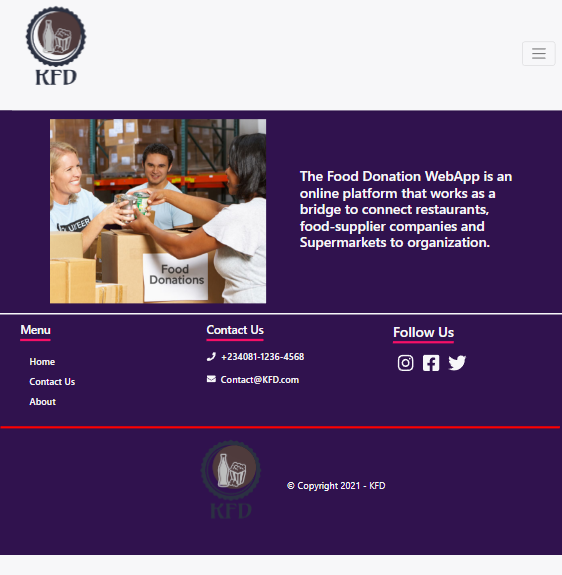 KFD
The Food Donation WebApp is an
online platform that works as a
bridge to connect restaurants,
food-supplier companies and
Supermarkets to organization.
Food
Donations
Menu
Home
Contact Us
About
Contact Us
+234081-1236-4568
Contact@KFD.com
Follow Us
KFD
© Copyright 2021 - KFD